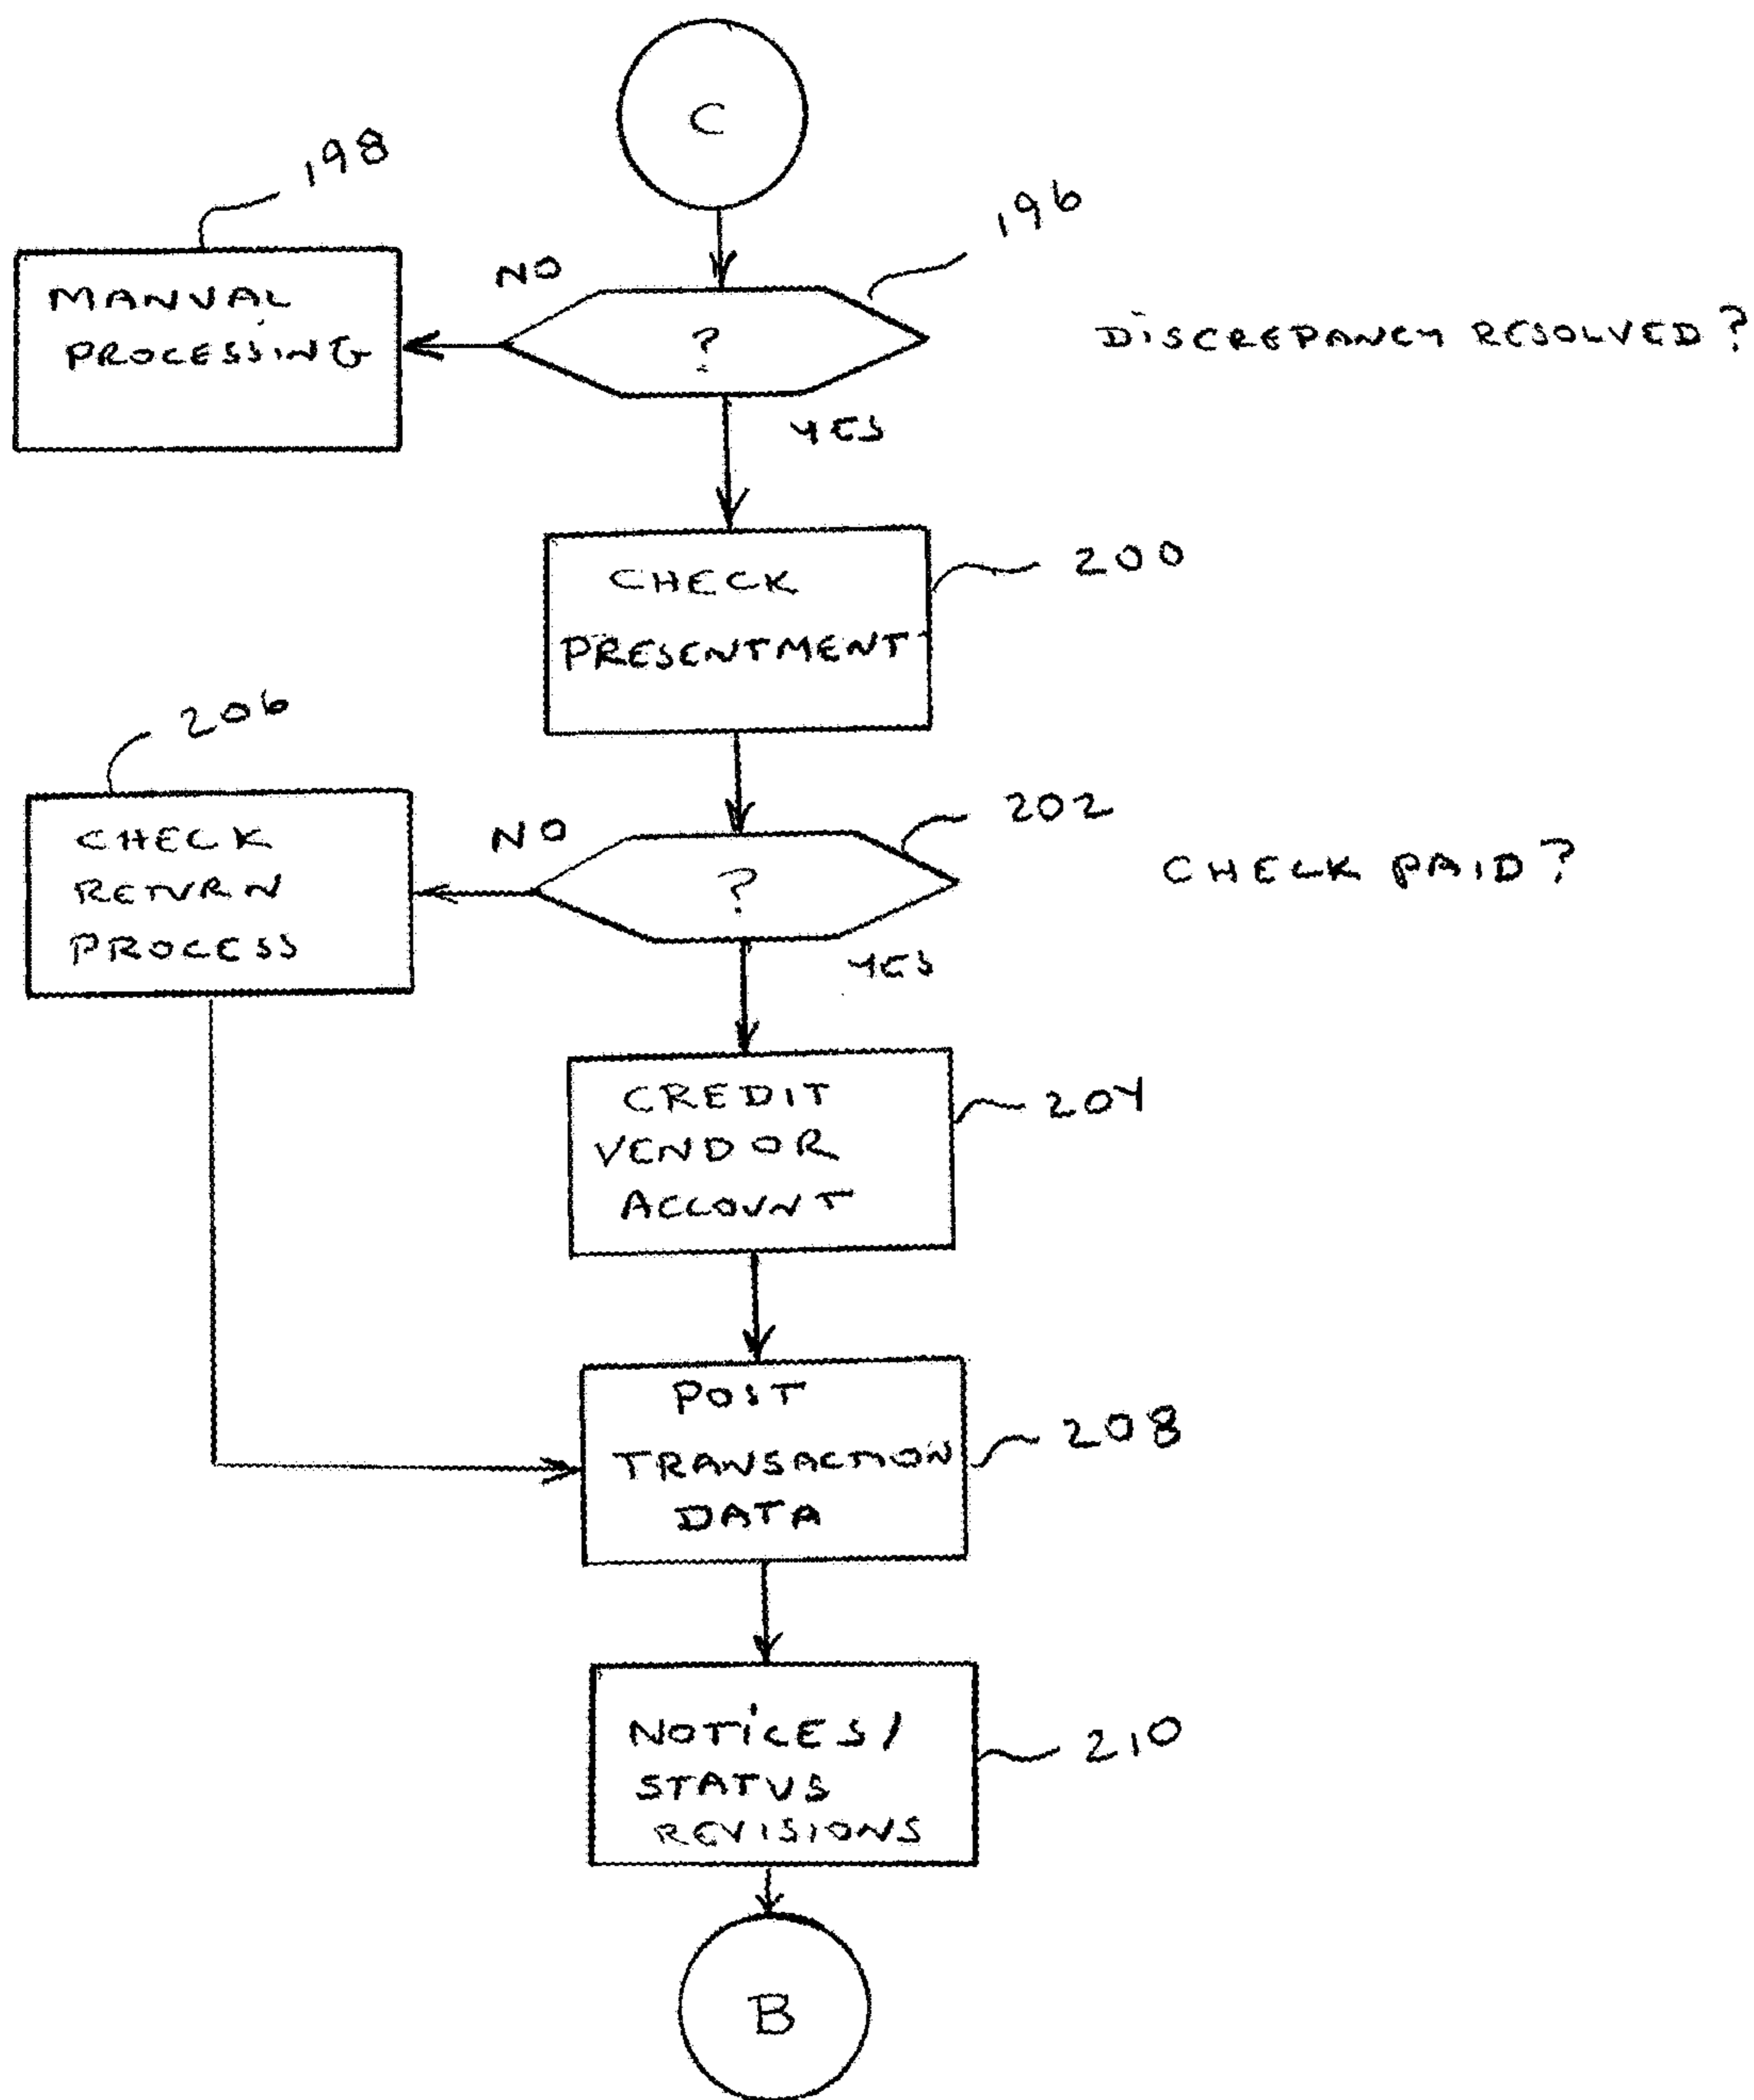 C
198
196
NO
MANUAL
PROCESSING
?
DISCREPANCY RESOLVED?
YES
CHECK
PRESENTMENT
200
206
NO
202
CHECK
RETURN
PROCESS
?
CHECK PAID?
YES
CREDIT
VENDOR
ACCOUNT
204
POST
TRANSACTION
DATA
208
NOTICES/
STATUS
REVISIONS
210
B